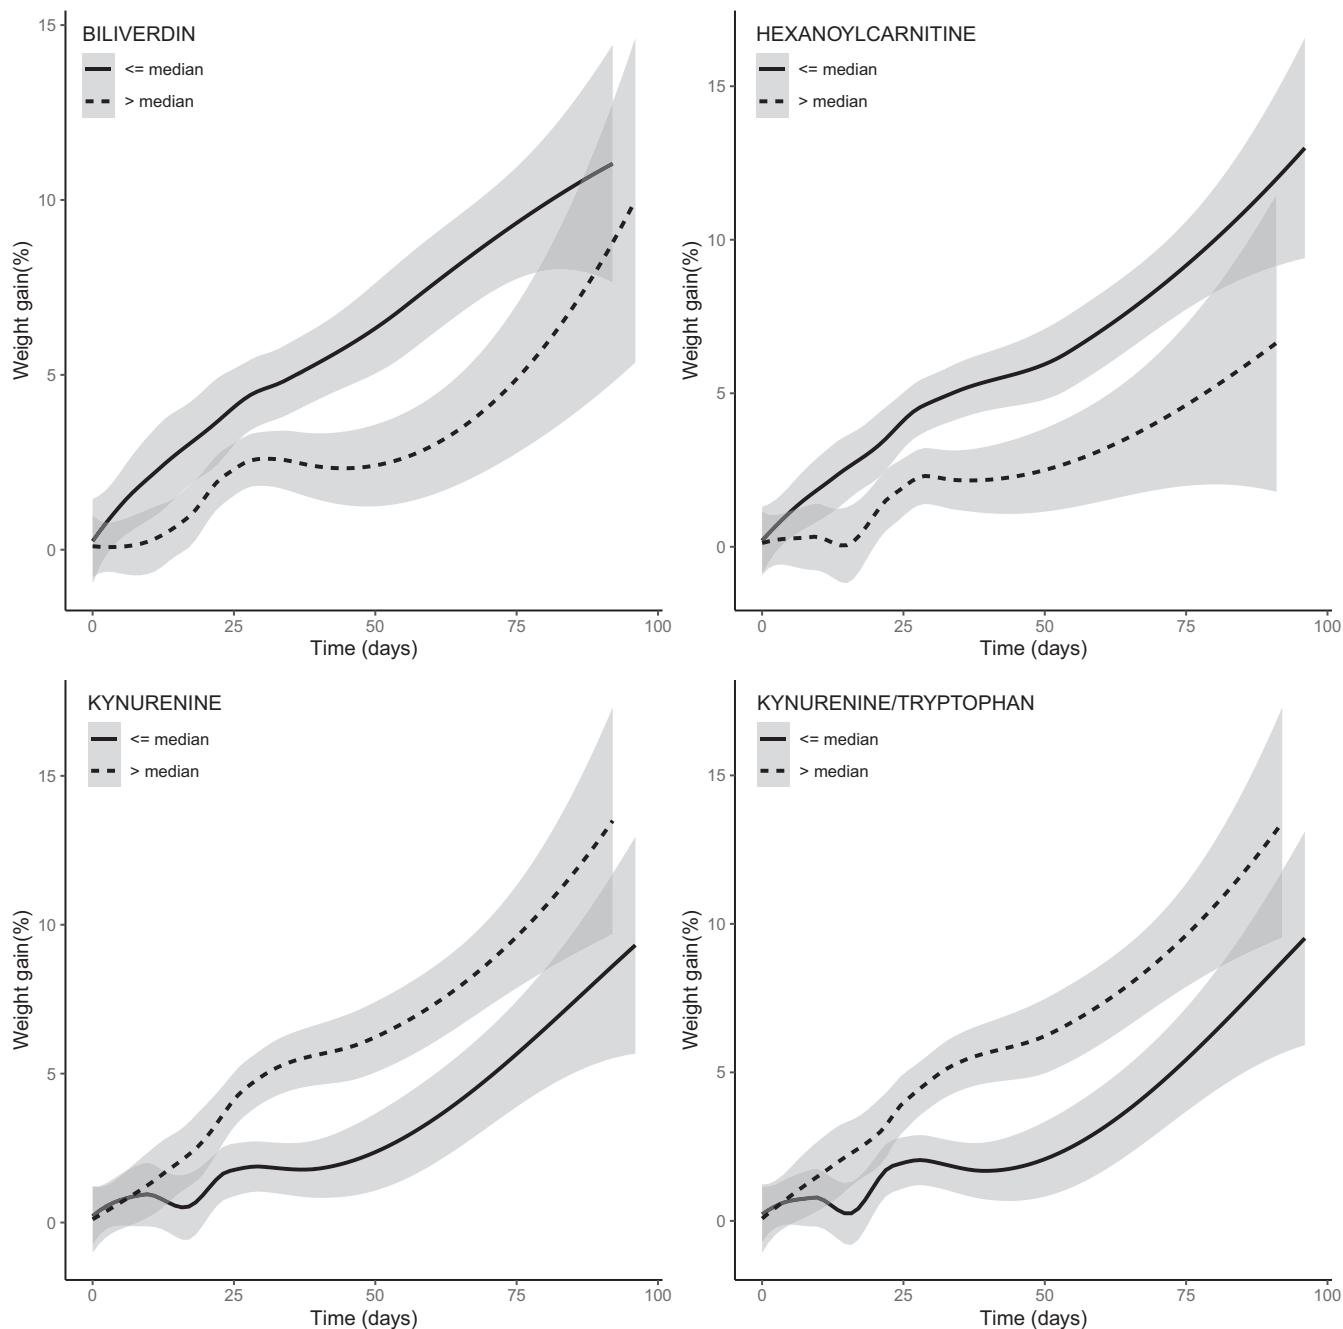 BILIVERDIN
<= median
> median
Weight gain(%)
15
10
5
0
0 25 50 75 100
Time (days)
HEXANOYLCARNITINE
<= median
> median
Weight gain(%)
15
10
5
0
0 25 50 75 100
Time (days)
KYNURENINE
<= median
> median
Weight gain(%)
15
10
5
0
0 25 50 75 100
Time (days)
KYNURENINE/TRYPTOPHAN
<= median
> median
Weight gain(%)
15
10
5
0
0 25 50 75 100
Time (days)